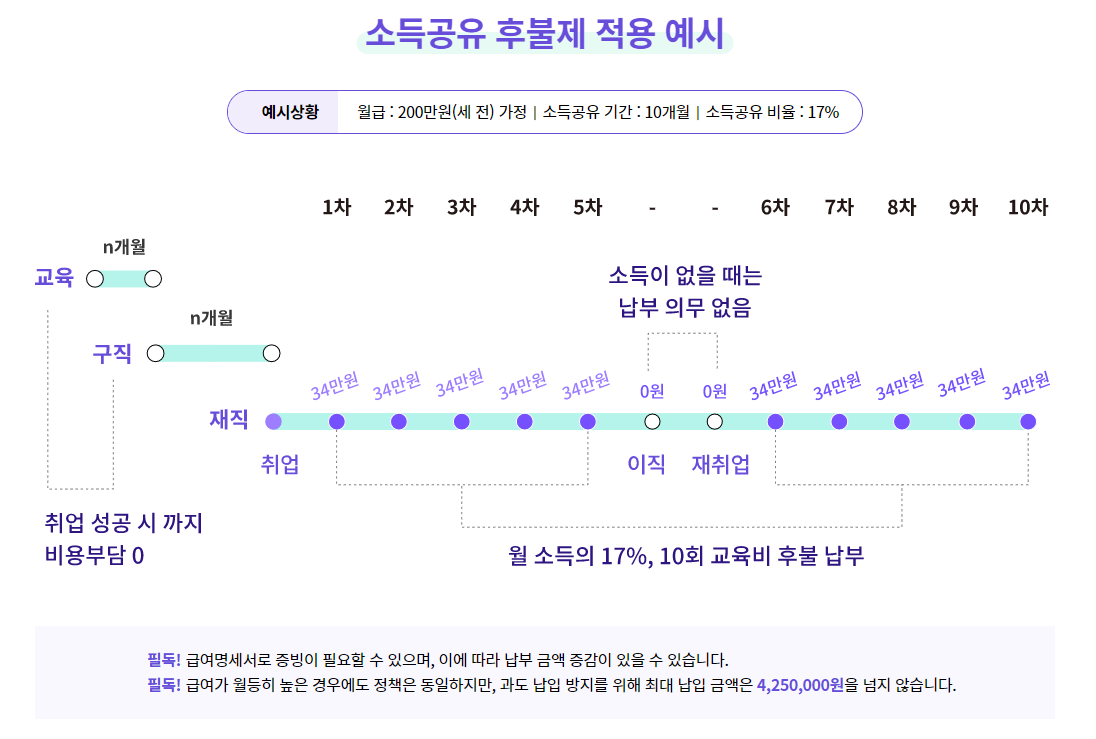 소득공유 후불제 적용 예시
예시상황 월급 : 200만원(세 전) 가정 | 소득공유 기간 : 10개월 | 소득공유 비율 : 17%
1차 2차 3차 4차 5차 - - 6차 7차 8차 9차 10차
n개월
교육
n개월
구직
소득이 없을 때는
납부 의무 없음
34만원 34만원 34만원 34만원 34만원 0원 0원 34만원 34만원 34만원 34만원 34만원
재직
취업 이직 재취업
취업 성공 시 까지
비용부담 0
월 소득의 17%, 10회 교육비 후불 납부
필독! 급여명세서로 증빙이 필요할 수 있으며, 이에 따라 납부 금액 증감이 있을 수 있습니다.
필독! 급여가 월등히 높은 경우에도 정책은 동일하지만, 과도 납입 방지를 위해 최대 납입 금액은 4,250,000원을 넘지 않습니다.